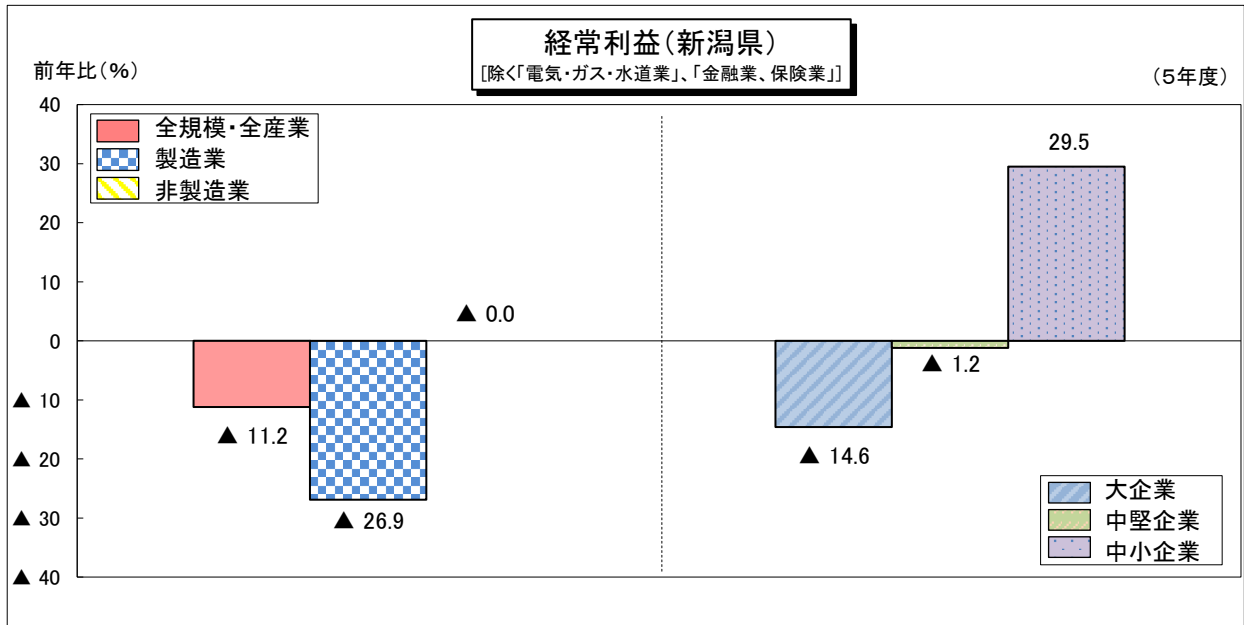 経常利益(新潟県)
[除く「電気・ガス・水道業」、「金融業、保険業」]
前年比(%)
(5年度)
40
30
20
10
0
▲ 10
▲ 20
▲ 30
▲ 40
全規模・全産業
製造業
非製造業
▲ 11.2
▲ 26.9
▲ 0.0
▲ 14.6
▲ 1.2
29.5
大企業
中堅企業
中小企業